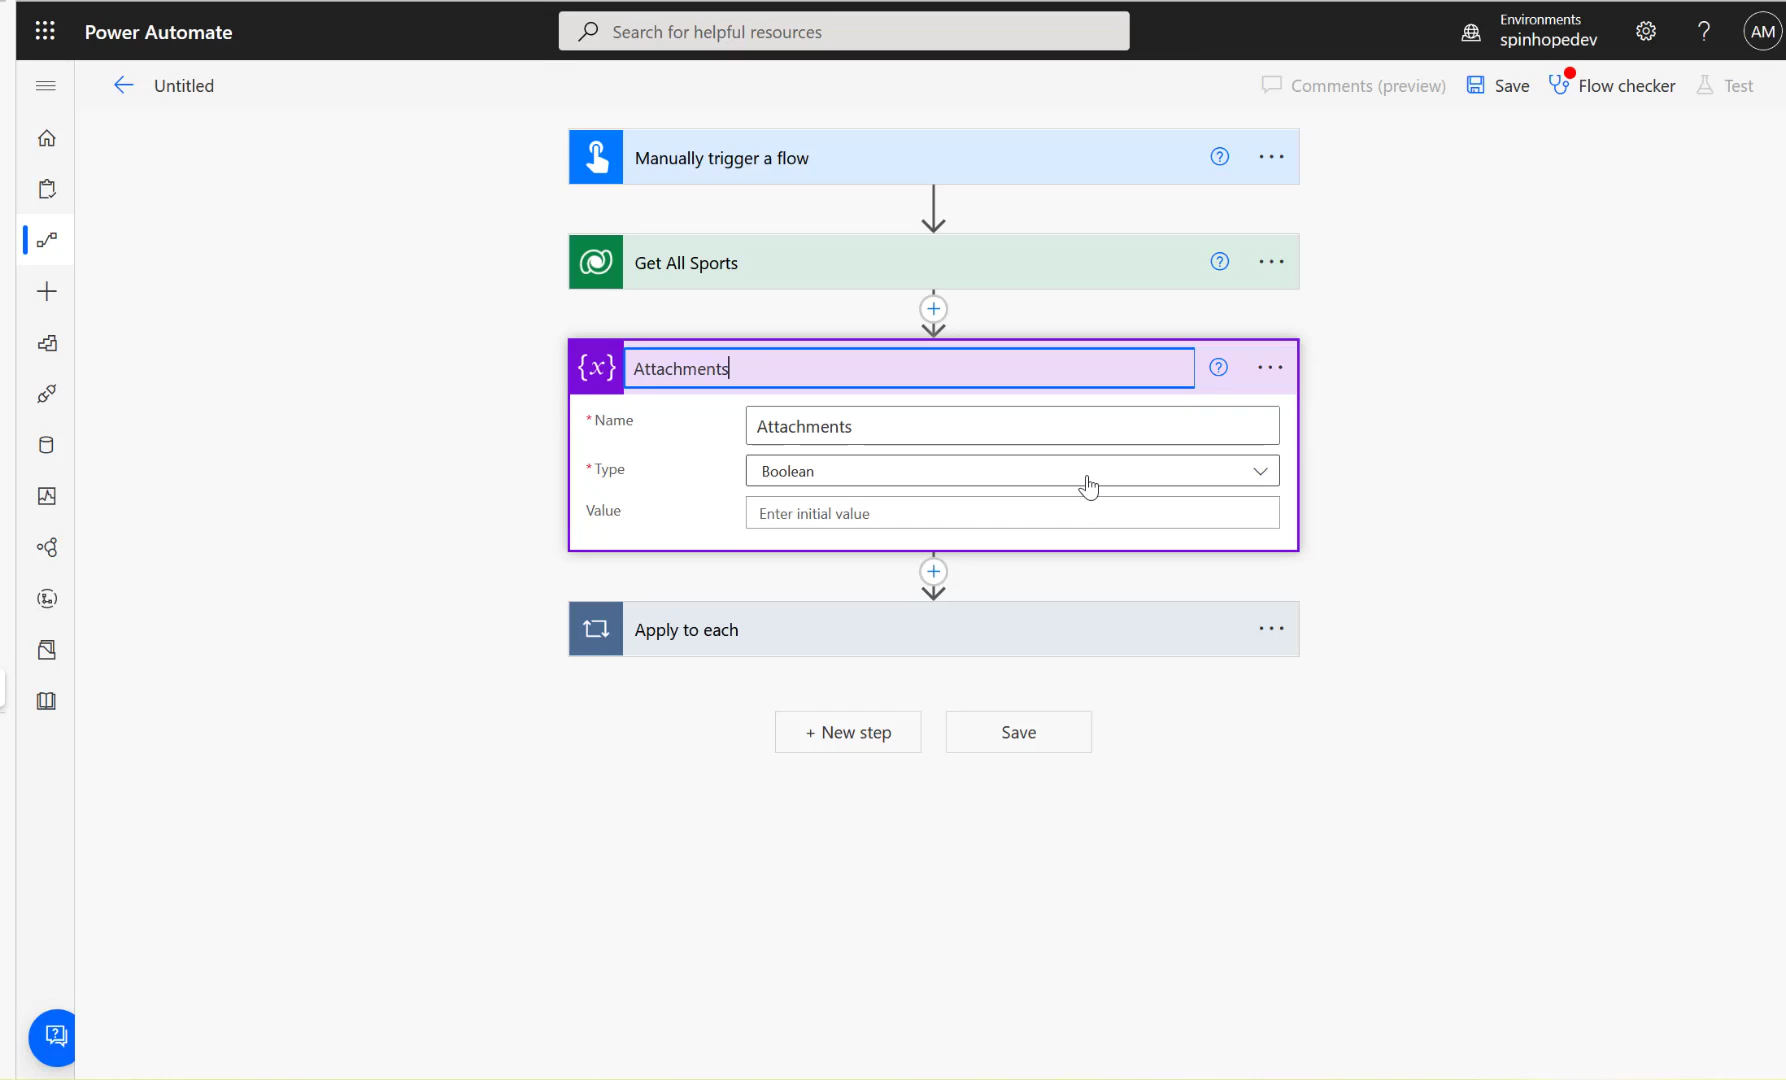 Power Automate
Search for helpful resources
Environments
spinhopedev
AM
Untitled
Comments (preview)
Save
Flow checker
Test
Manually trigger a flow
Get All Sports
{x}
Attachments
* Name
Attachments
* Type
Boolean
Value
Enter initial value
Apply to each
+ New step
Save